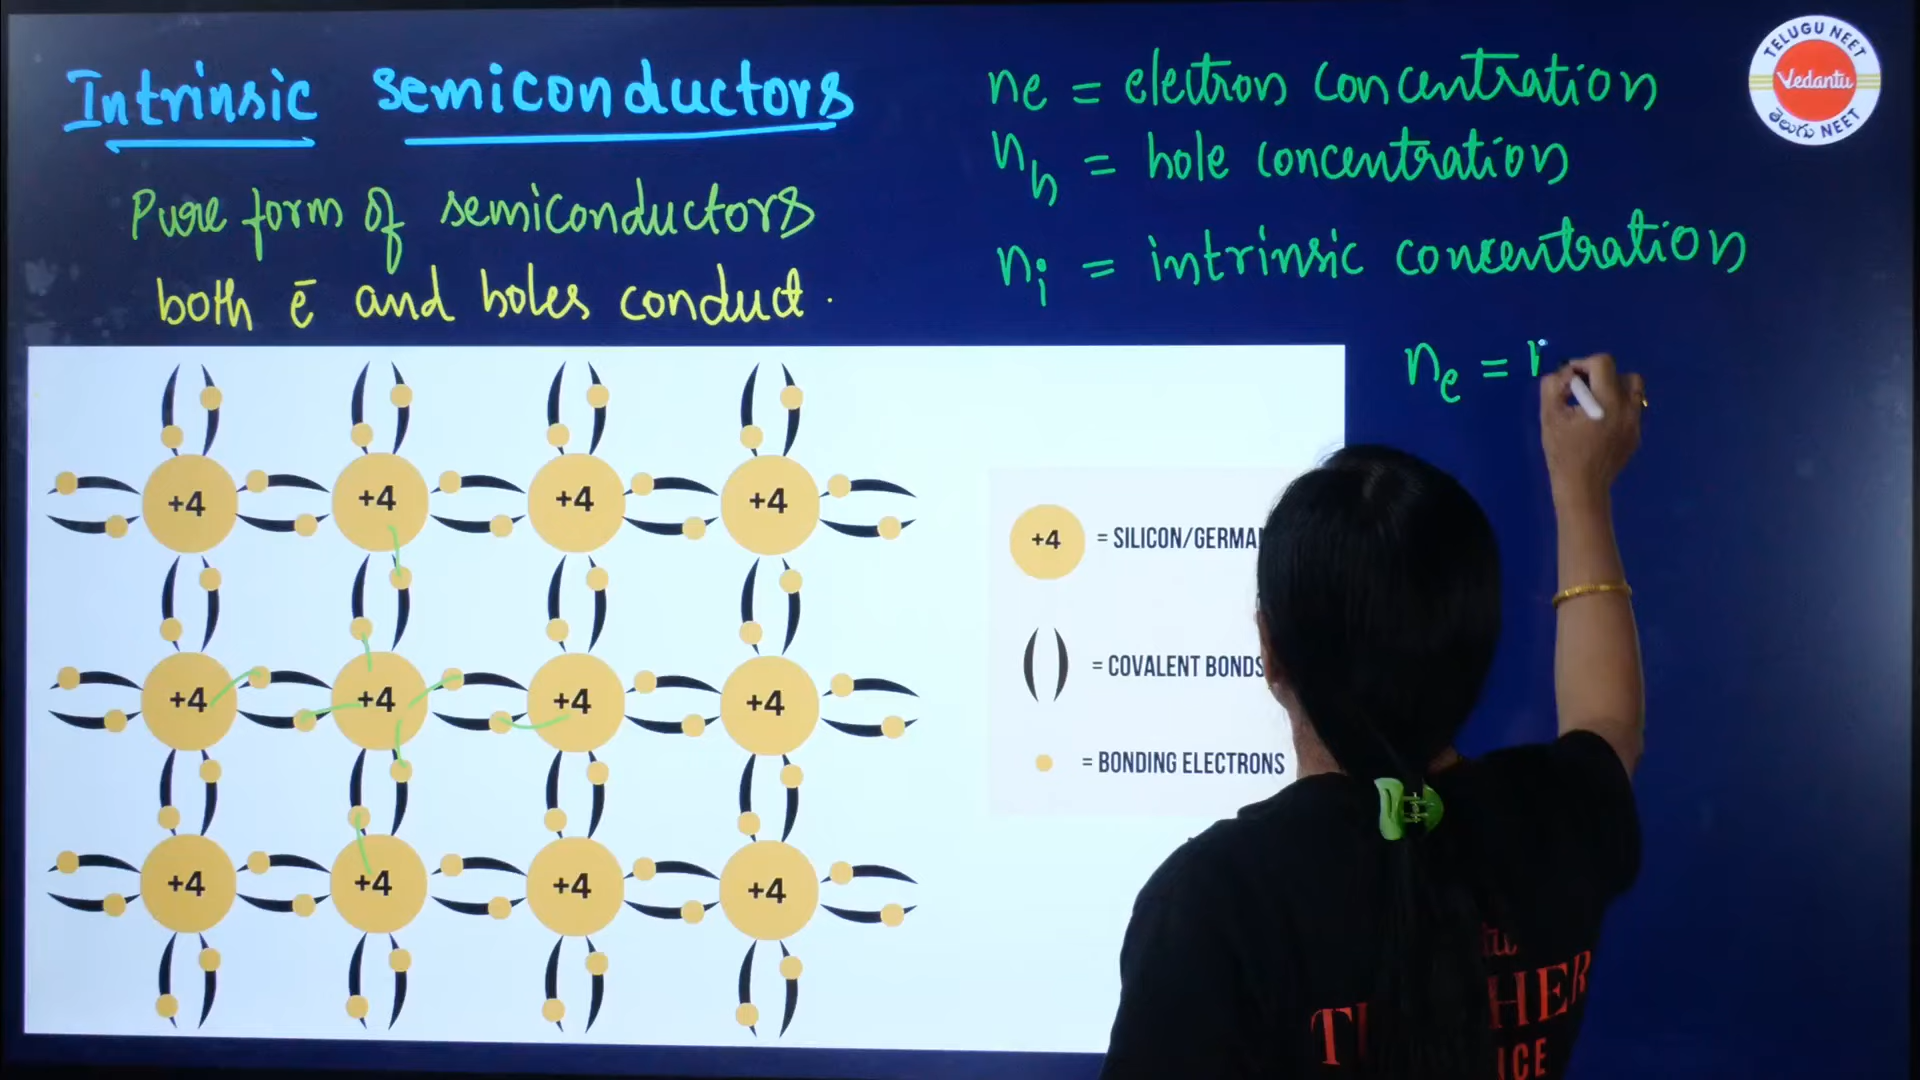 Intrinsic semiconductors
Pure form of semiconductors
both ē and holes conduct.
ne = electron concentration
nh = hole concentration
ni = intrinsic concentration
ne =
TELUGU NEET
Vedantu
తెలుగు NEET
+4 +4 +4 +4
+4 +4 +4 +4
+4 +4 +4 +4
+4 = SILICON/GERMA
= COVALENT BONDS
= BONDING ELECTRONS